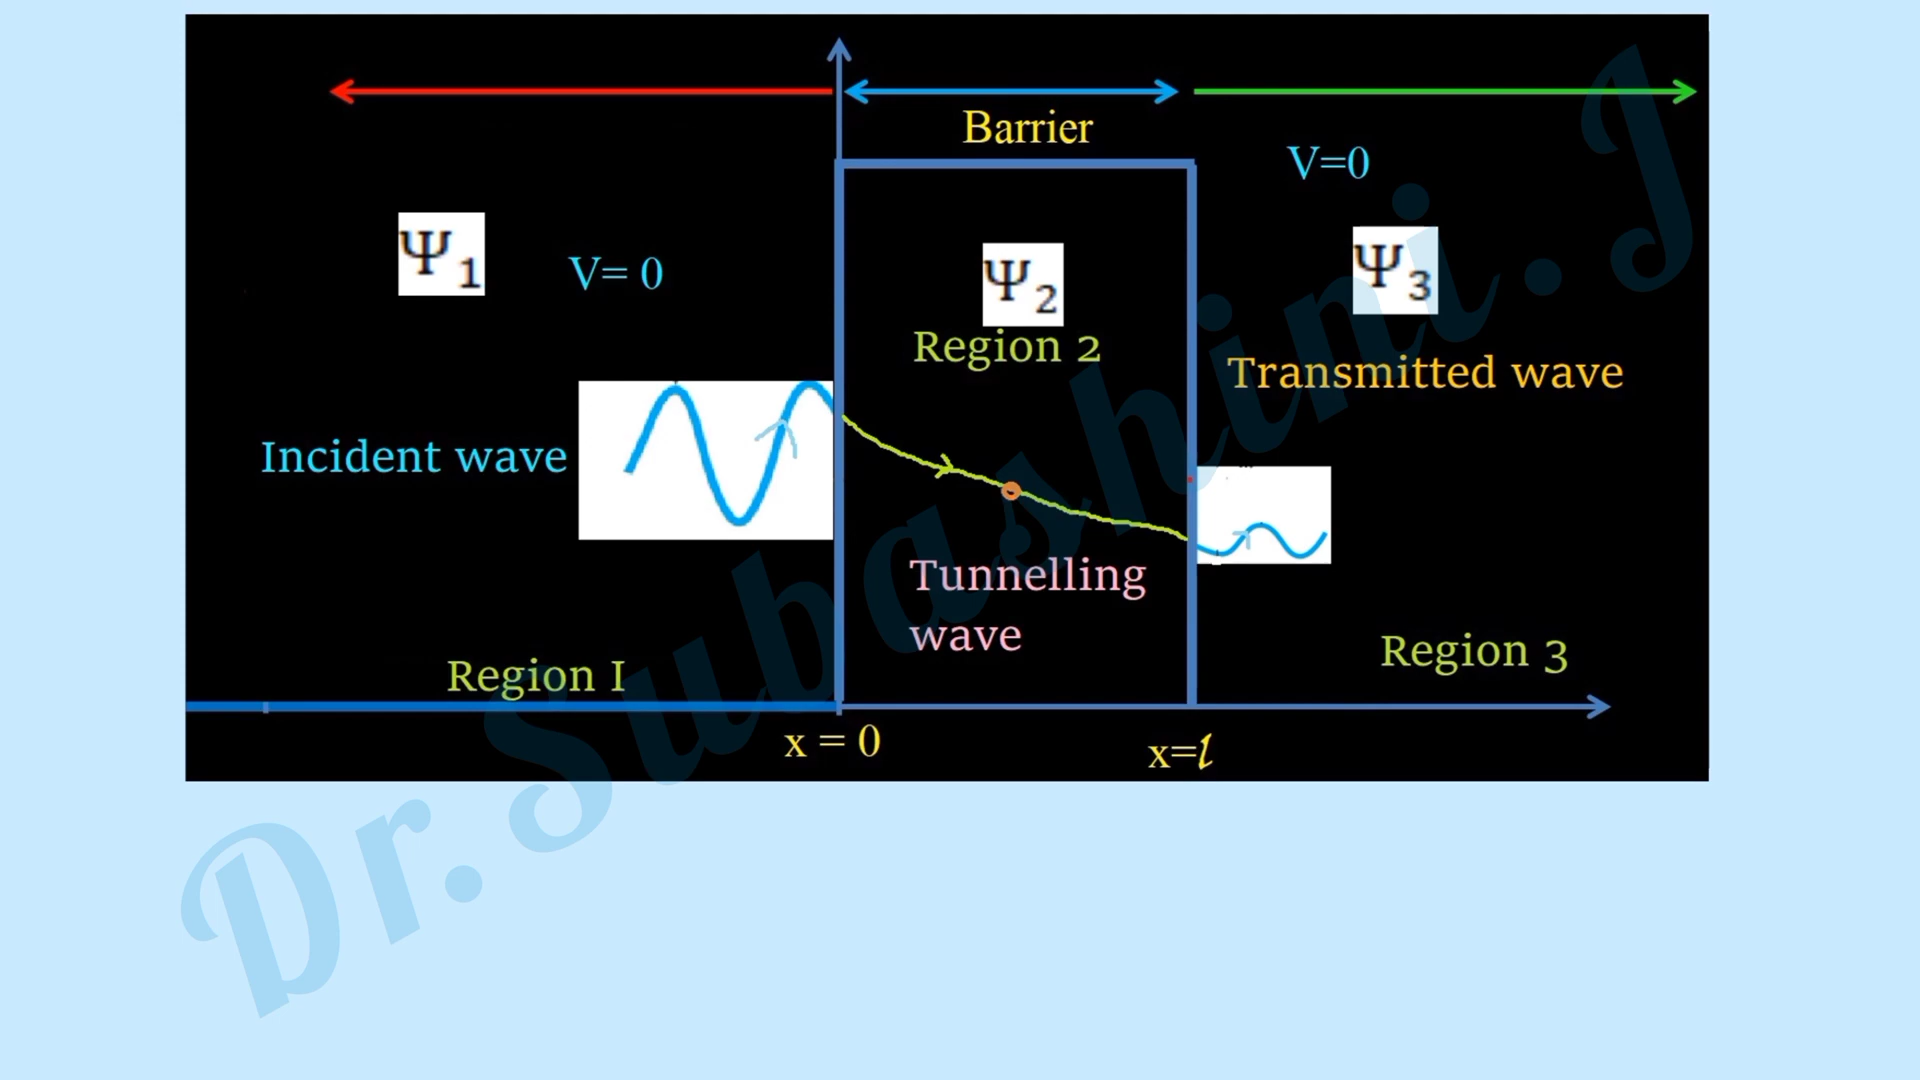 Barrier
V=0
Ψ1
V= 0
Ψ2
Ψ3
Region 2
Transmitted wave
Incident wave
Tunnelling
wave
Region I
Region 3
x = 0
x=l
Dr.Subashini.J